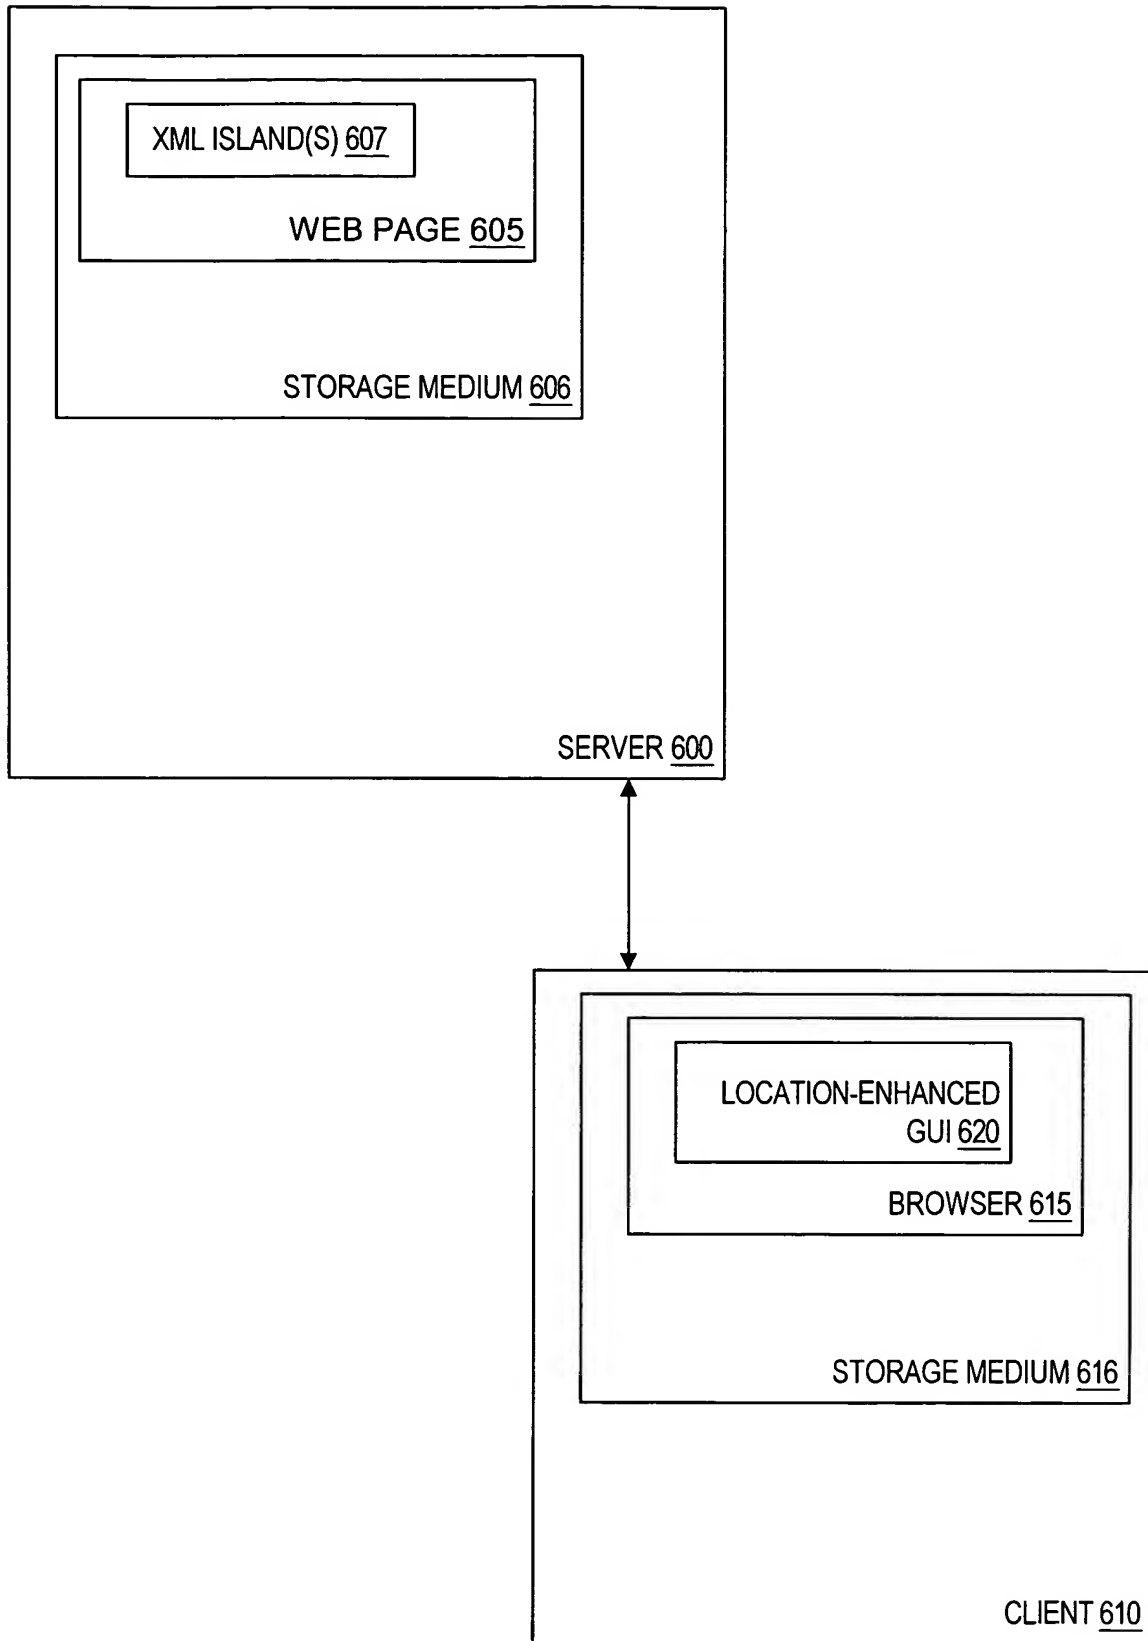 XML ISLAND(S) 607
WEB PAGE 605
STORAGE MEDIUM 606
SERVER 600
LOCATION-ENHANCED
GUI 620
BROWSER 615
STORAGE MEDIUM 616
CLIENT 610